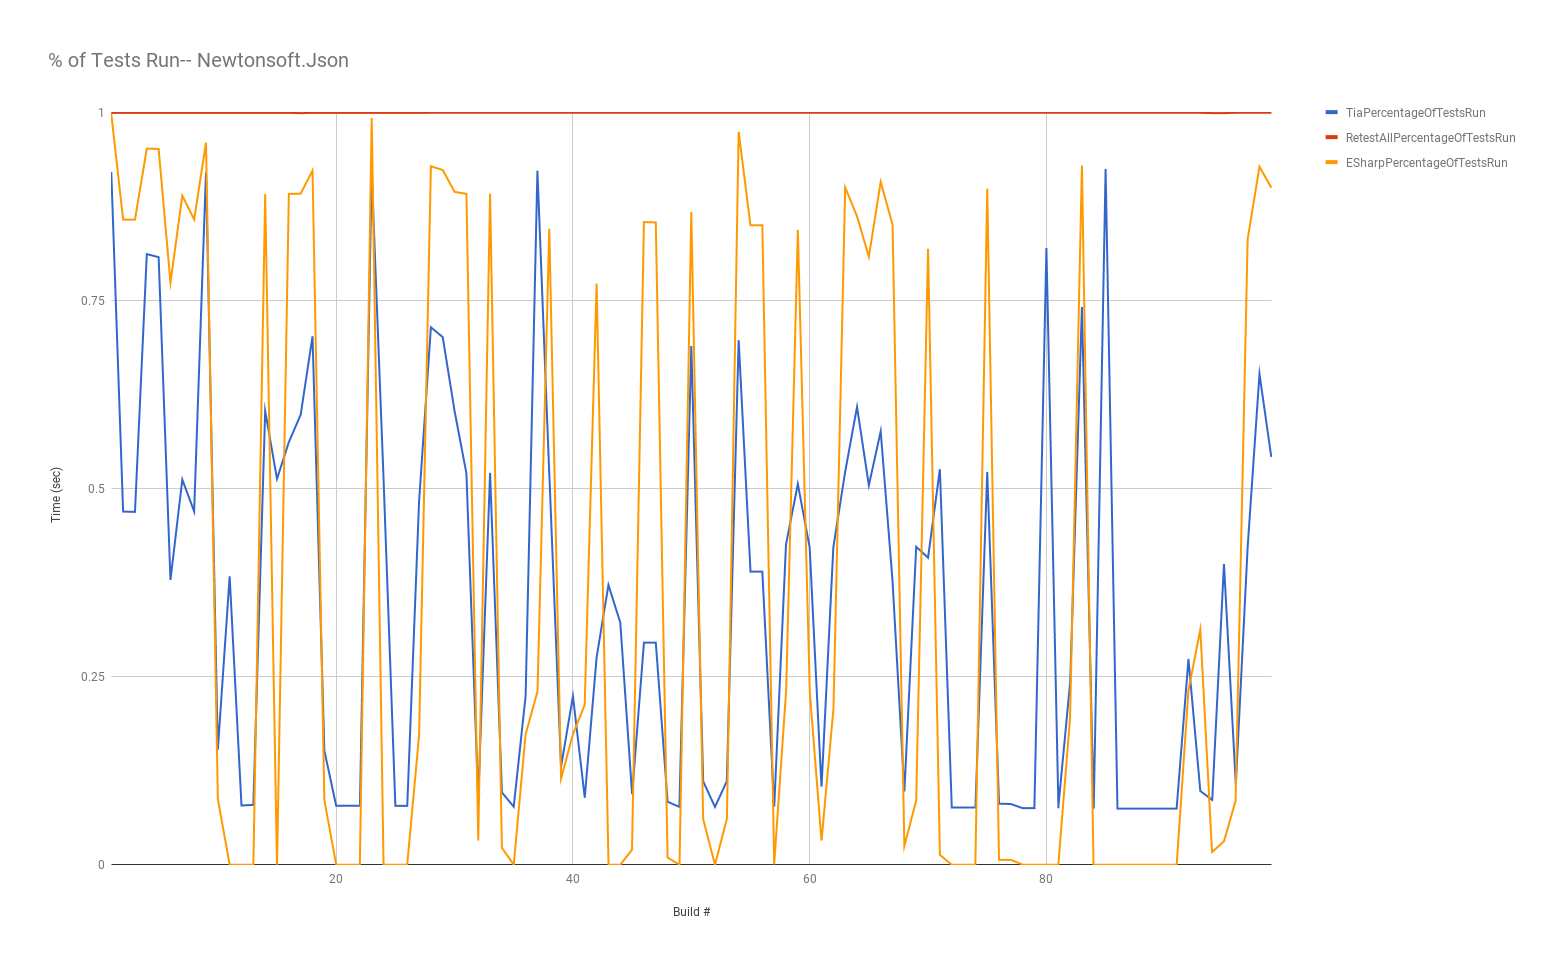 % of Tests Run-- Newtonsoft.Json
TiaPercentageOfTestsRun
RetestAllPercentageOfTestsRun
ESharpPercentageOfTestsRun
Time (sec)
1
0.75
0.5
0.25
0
20 40 60 80
Build #